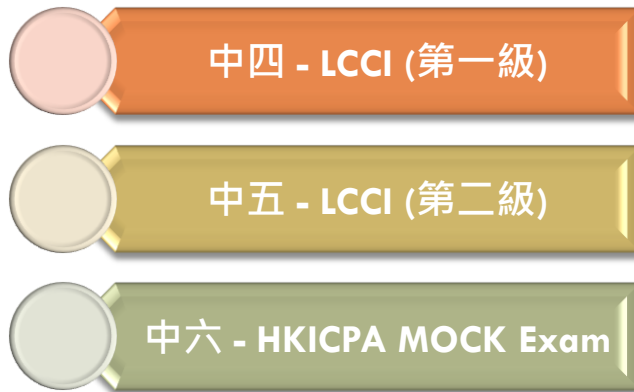 中四 - LCCI (第一級)
中五 - LCCI (第二級)
中六 - HKICPA MOCK Exam